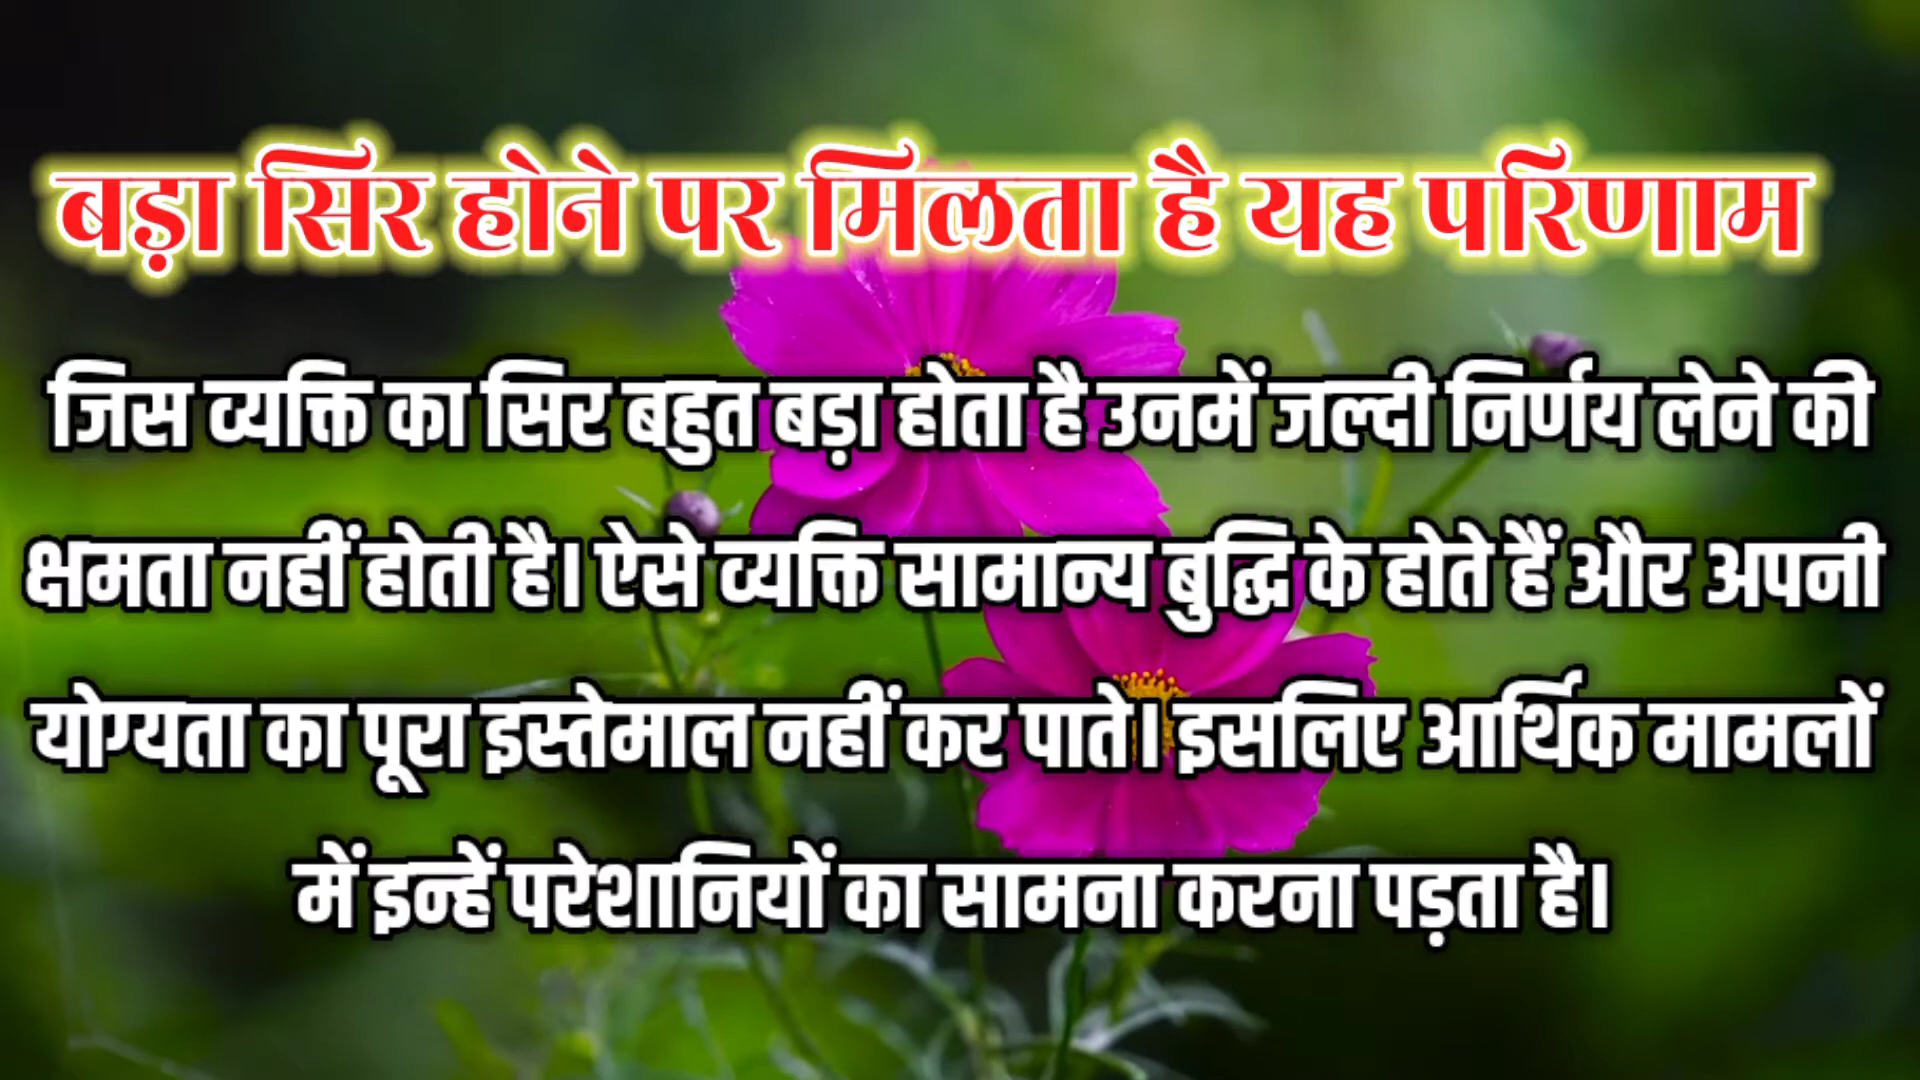 बड़ा सिर होने पर मिलता है यह परिणाम
जिस व्यक्ति का सिर बहुत बड़ा होता है उनमें जल्दी निर्णय लेने की
क्षमता नहीं होती है। ऐसे व्यक्ति सामान्य बुद्धि के होते हैं और अपनी
योग्यता का पूरा इस्तेमाल नहीं कर पाते। इसलिए आर्थिक मामलों
में इन्हें परेशानियों का सामना करना पड़ता है।